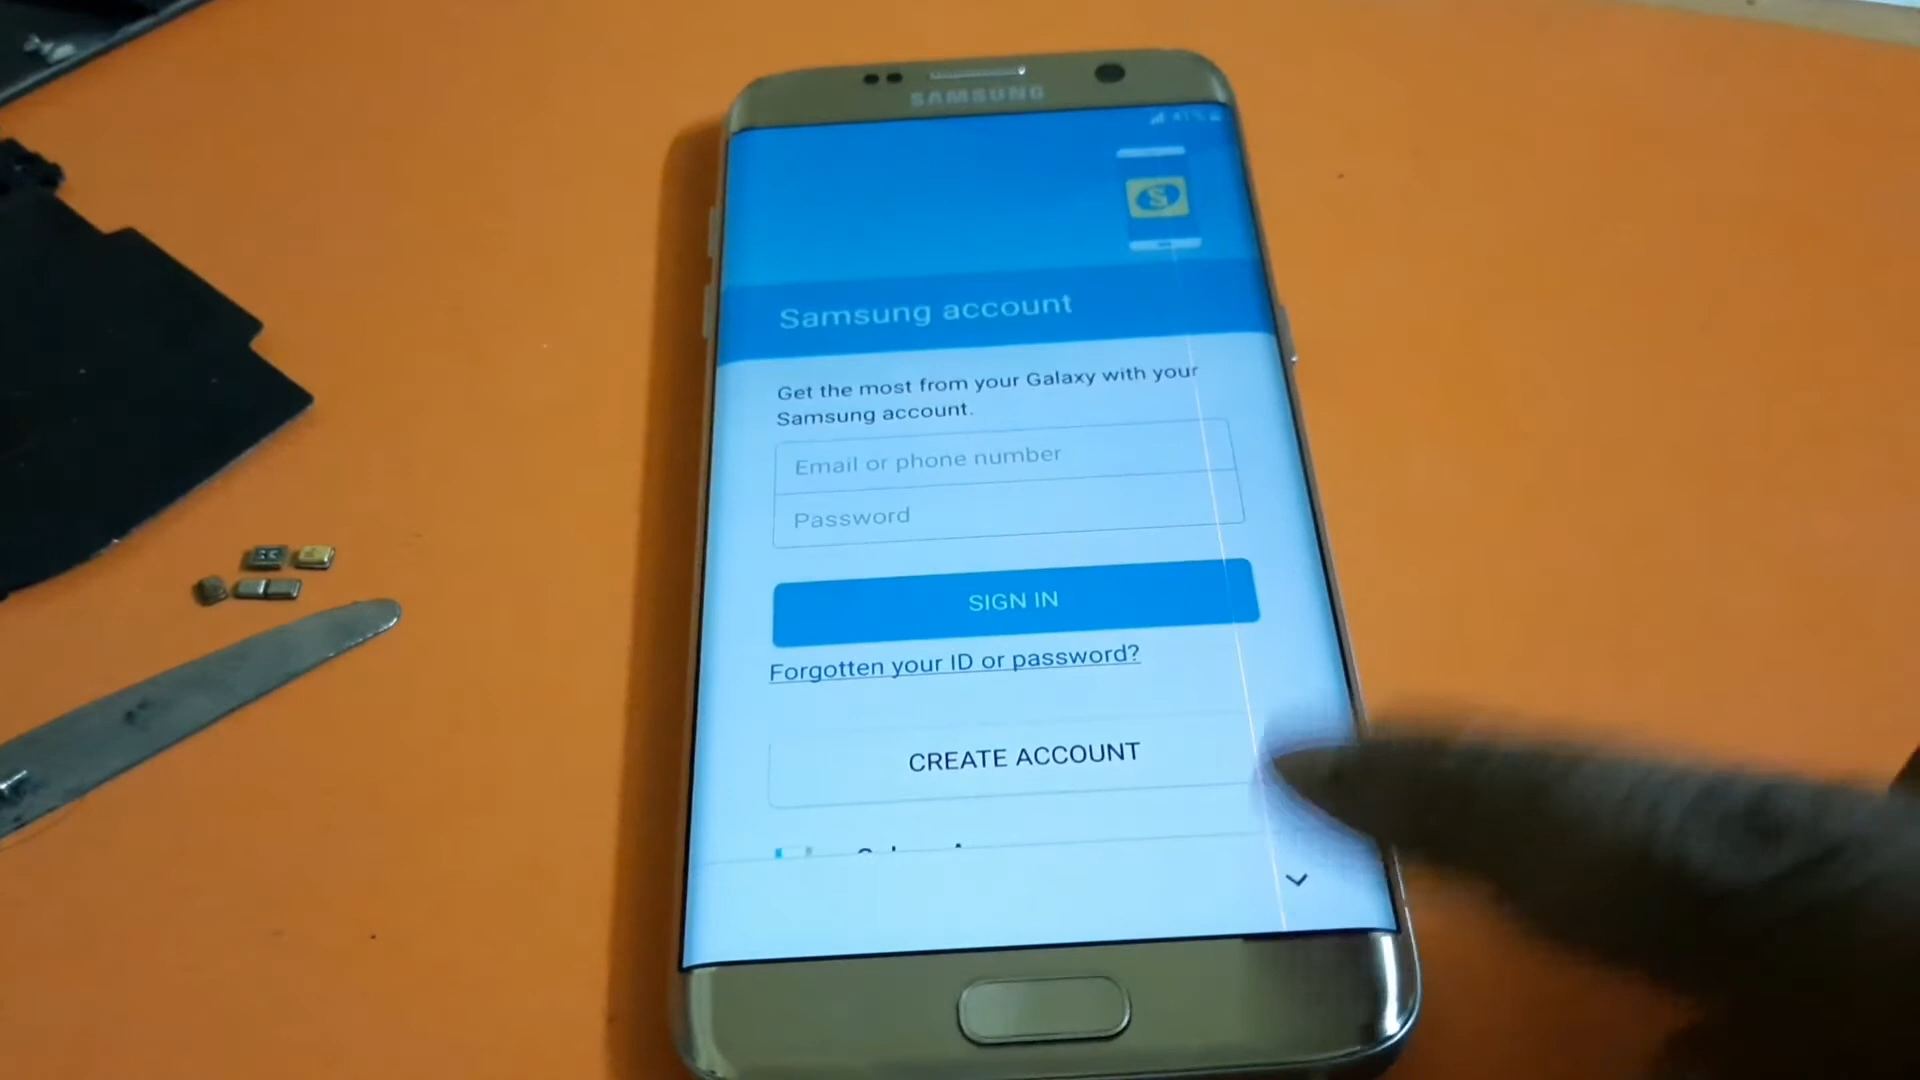 SAMSUNG
41%
S
Samsung account
Get the most from your Galaxy with your
Samsung account.
Email or phone number
Password
SIGN IN
Forgotten your ID or password?
CREATE ACCOUNT